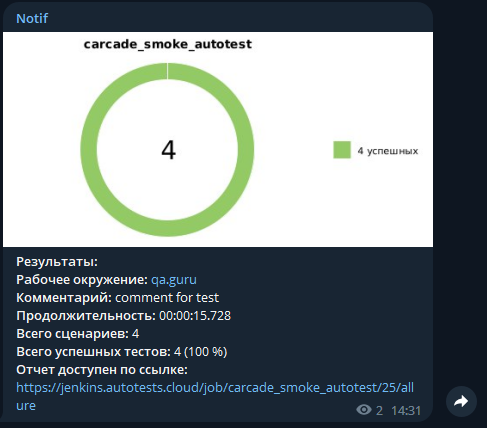 Notif
carcade_smoke_autotest
4
4 успешных
Результаты:
Рабочее окружение: qa.guru
Комментарий: comment for test
Продолжительность: 00:00:15.728
Всего сценариев: 4
Всего успешных тестов: 4 (100 %)
Отчет доступен по ссылке:
https://jenkins.autotests.cloud/job/carcade_smoke_autotest/25/all
ure
2 14:31